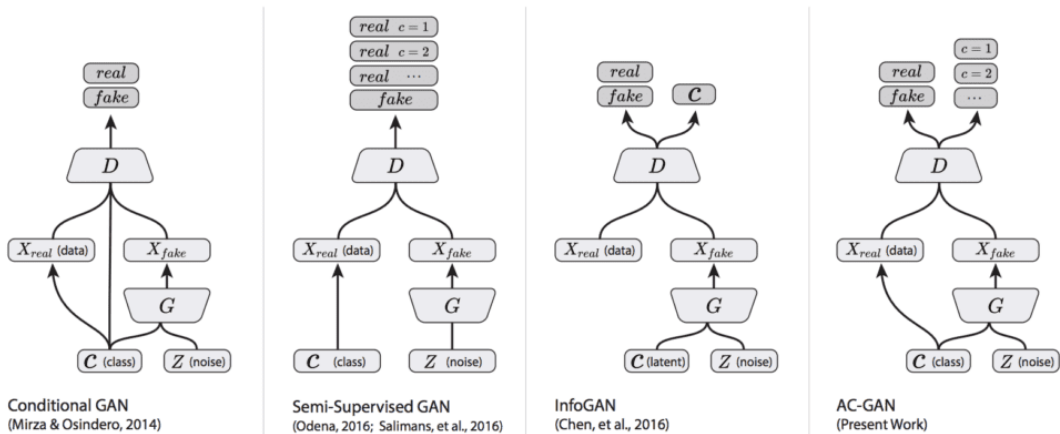 real
fake
D
X_real (data)
X_fake
G
C (class)
Z (noise)
Conditional GAN
(Mirza & Osindero, 2014)
real c = 1
real c = 2
real ...
fake
D
X_real (data)
X_fake
G
C (class)
Z (noise)
Semi-Supervised GAN
(Odena, 2016; Salimans, et al., 2016)
real
fake
C
D
X_real (data)
X_fake
G
C (latent)
Z (noise)
InfoGAN
(Chen, et al., 2016)
real
fake
c = 1
c = 2
...
D
X_real (data)
X_fake
G
C (class)
Z (noise)
AC-GAN
(Present Work)